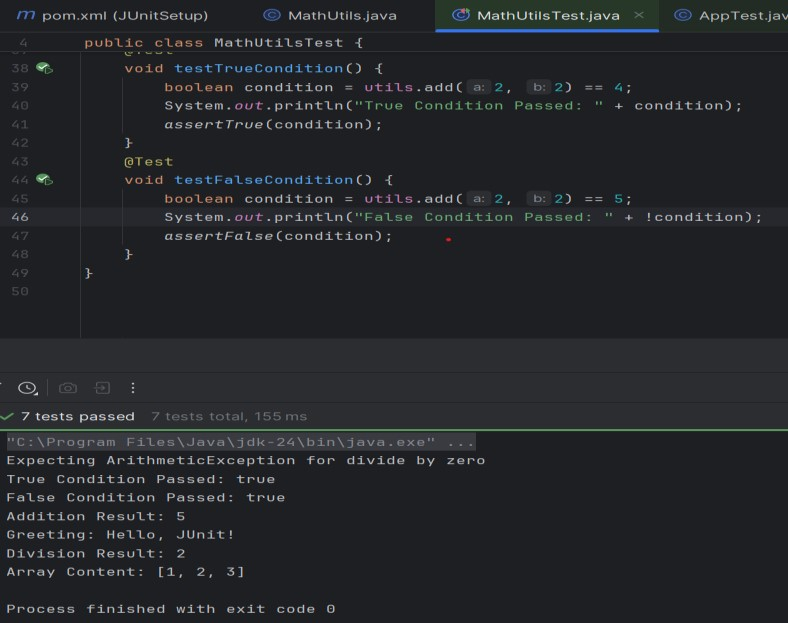 pom.xml (JUnitSetup) MathUtils.java MathUtilsTest.java AppTest.jav
4 public class MathUtilsTest {
@Test
38 void testTrueCondition() {
39 boolean condition = utils.add( a: 2, b: 2) == 4;
40 System.out.println("True Condition Passed: " + condition);
41 assertTrue(condition);
42 }
43 @Test
44 void testFalseCondition() {
45 boolean condition = utils.add( a: 2, b: 2) == 5;
46 System.out.println("False Condition Passed: " + !condition);
47 assertFalse(condition);
48 }
49 }
50
7 tests passed 7 tests total, 155 ms
"C:\Program Files\Java\jdk-24\bin\java.exe" ...
Expecting ArithmeticException for divide by zero
True Condition Passed: true
False Condition Passed: true
Addition Result: 5
Greeting: Hello, JUnit!
Division Result: 2
Array Content: [1, 2, 3]
Process finished with exit code 0